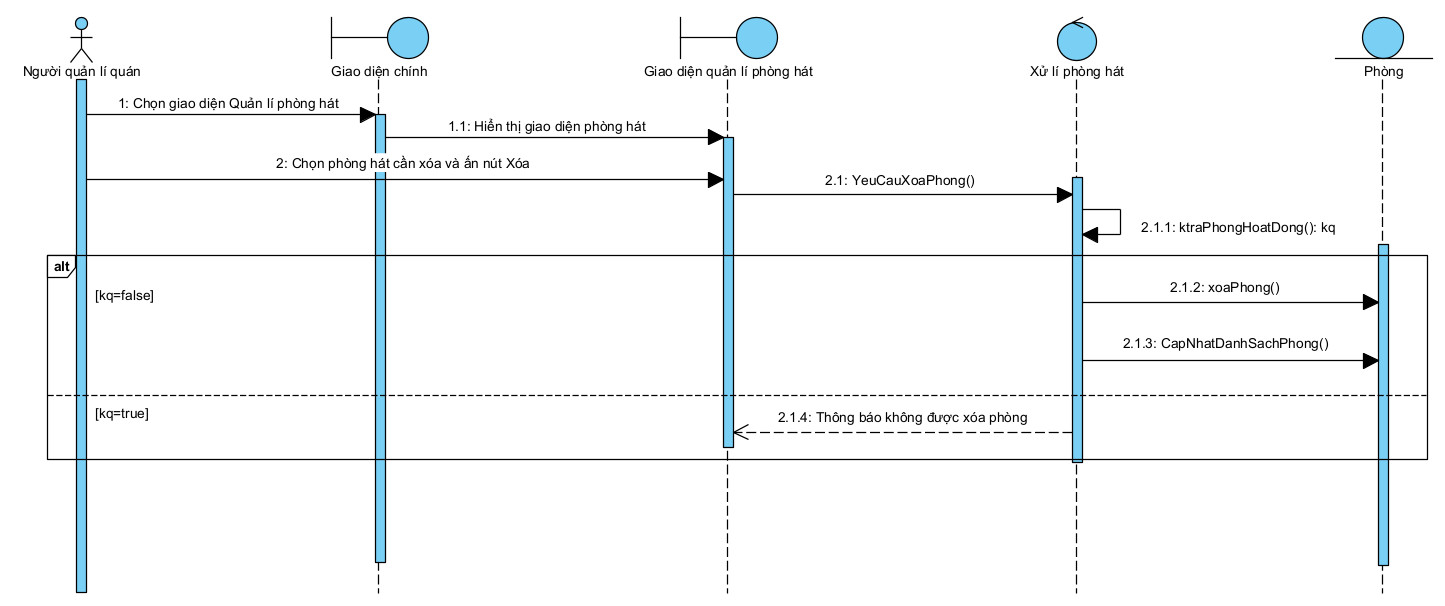 Người quản lí quán
Giao diện chính
Giao diện quản lí phòng hát
Xử lí phòng hát
Phòng
1: Chọn giao diện Quản lí phòng hát
1.1: Hiển thị giao diện phòng hát
2: Chọn phòng hát cần xóa và ấn nút Xóa
2.1: YeuCauXoaPhong()
2.1.1: ktraPhongHoatDong(): kq
alt
[kq=false]
2.1.2: xoaPhong()
2.1.3: CapNhatDanhSachPhong()
[kq=true]
2.1.4: Thông báo không được xóa phòng